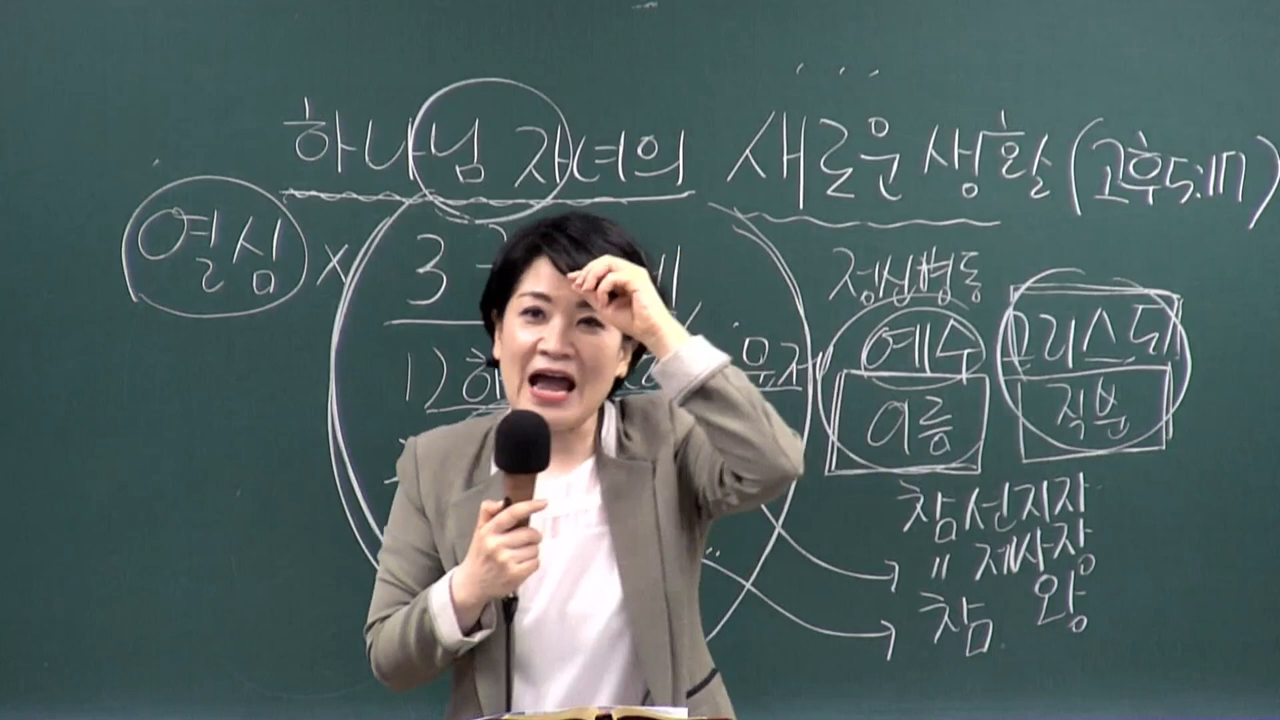 하나님 자녀의 새로운 생활 (고후5:17)
열심 × 3
정신병동
1) 하 문제
예수 그리스도
이름 직분
참 선지자
" 제사장
참 왕